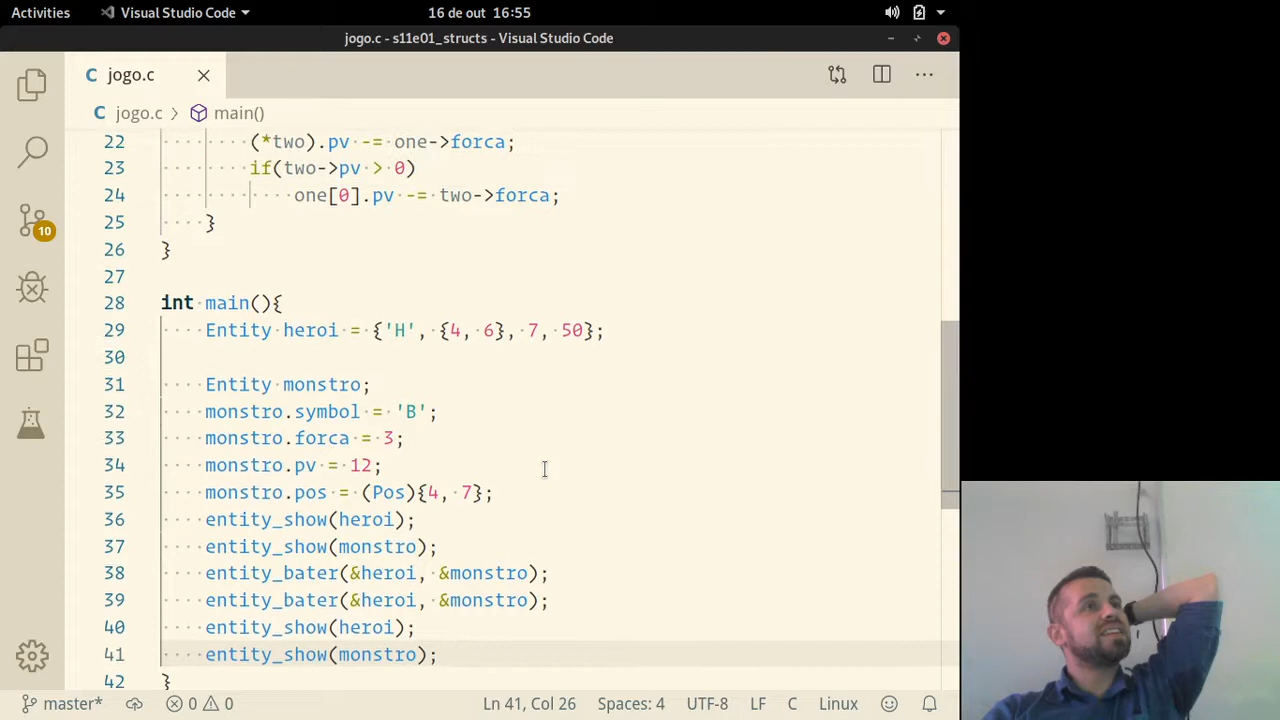 Activities Visual Studio Code 16 de out 16:55
jogo.c - s11e01_structs - Visual Studio Code
C jogo.c
C jogo.c > main()
22 (*two).pv -= one->forca;
23 if(two->pv > 0)
24 one[0].pv -= two->forca;
25 }
26 }
27
28 int main(){
29 Entity heroi = {'H', {4, 6}, 7, 50};
30
31 Entity monstro;
32 monstro.symbol = 'B';
33 monstro.forca = 3;
34 monstro.pv = 12;
35 monstro.pos = (Pos){4, 7};
36 entity_show(heroi);
37 entity_show(monstro);
38 entity_bater(&heroi, &monstro);
39 entity_bater(&heroi, &monstro);
40 entity_show(heroi);
41 entity_show(monstro);
42 }
10
master* 0 0 Ln 41, Col 26 Spaces: 4 UTF-8 LF C Linux